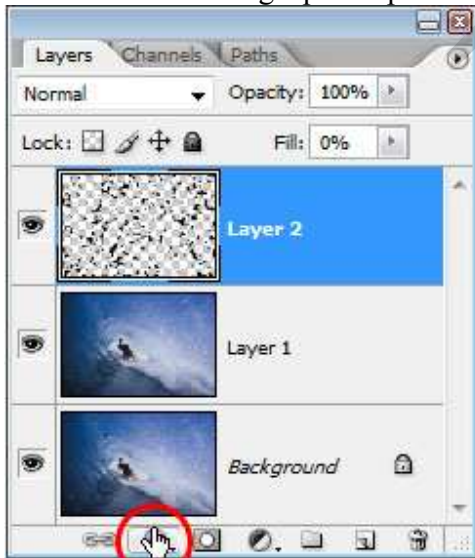 Layers Channels Paths
Normal Opacity: 100%
Lock: Fill: 0%
Layer 2
Layer 1
Background